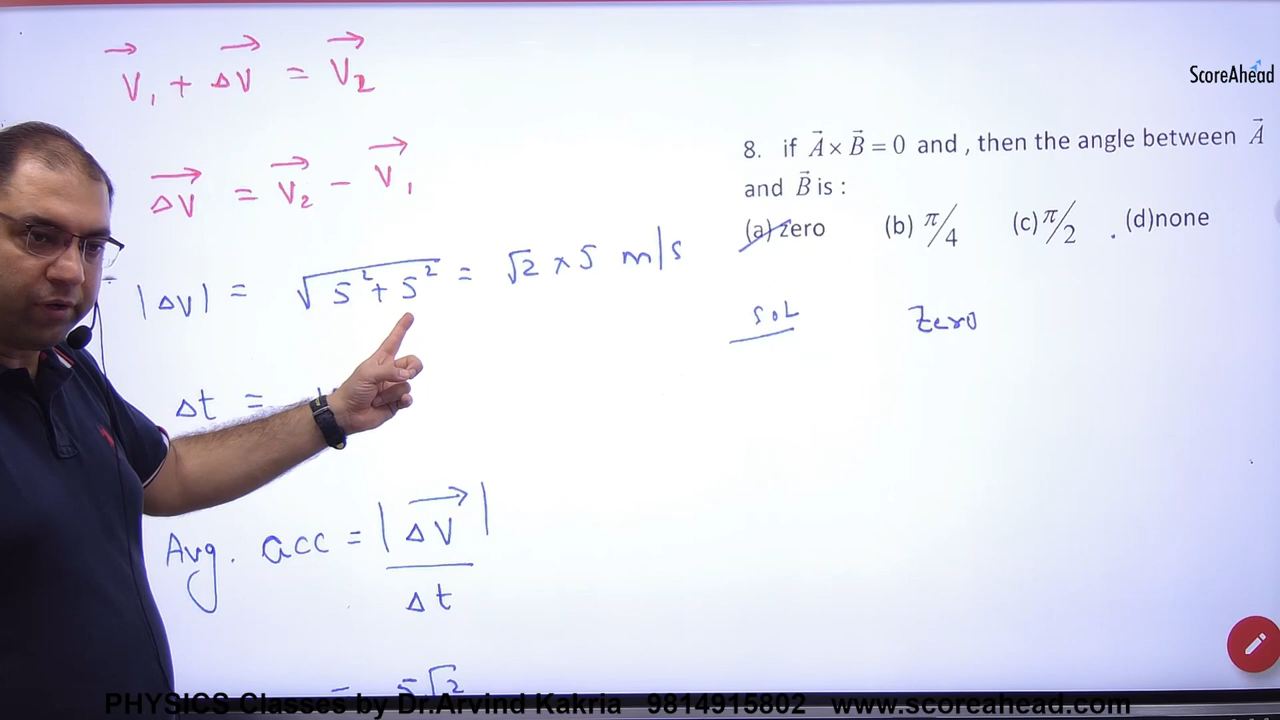 V₁ + ΔV = V₂
ΔV = V₂ − V₁
|ΔV| = √5² + 5² = √2 × 5 m/s
Δt =
Avg. acc = |ΔV|
Δt
= 5√2
ScoreAhead
8. if A⃗ × B⃗ = 0 and , then the angle between A⃗
and B⃗ is :
(a) zero (b) π/4 (c) π/2 . (d)none
Sol Zero
PHYSICS Classes by Dr.Arvind Kakria 9814915802 www.scoreahead.com